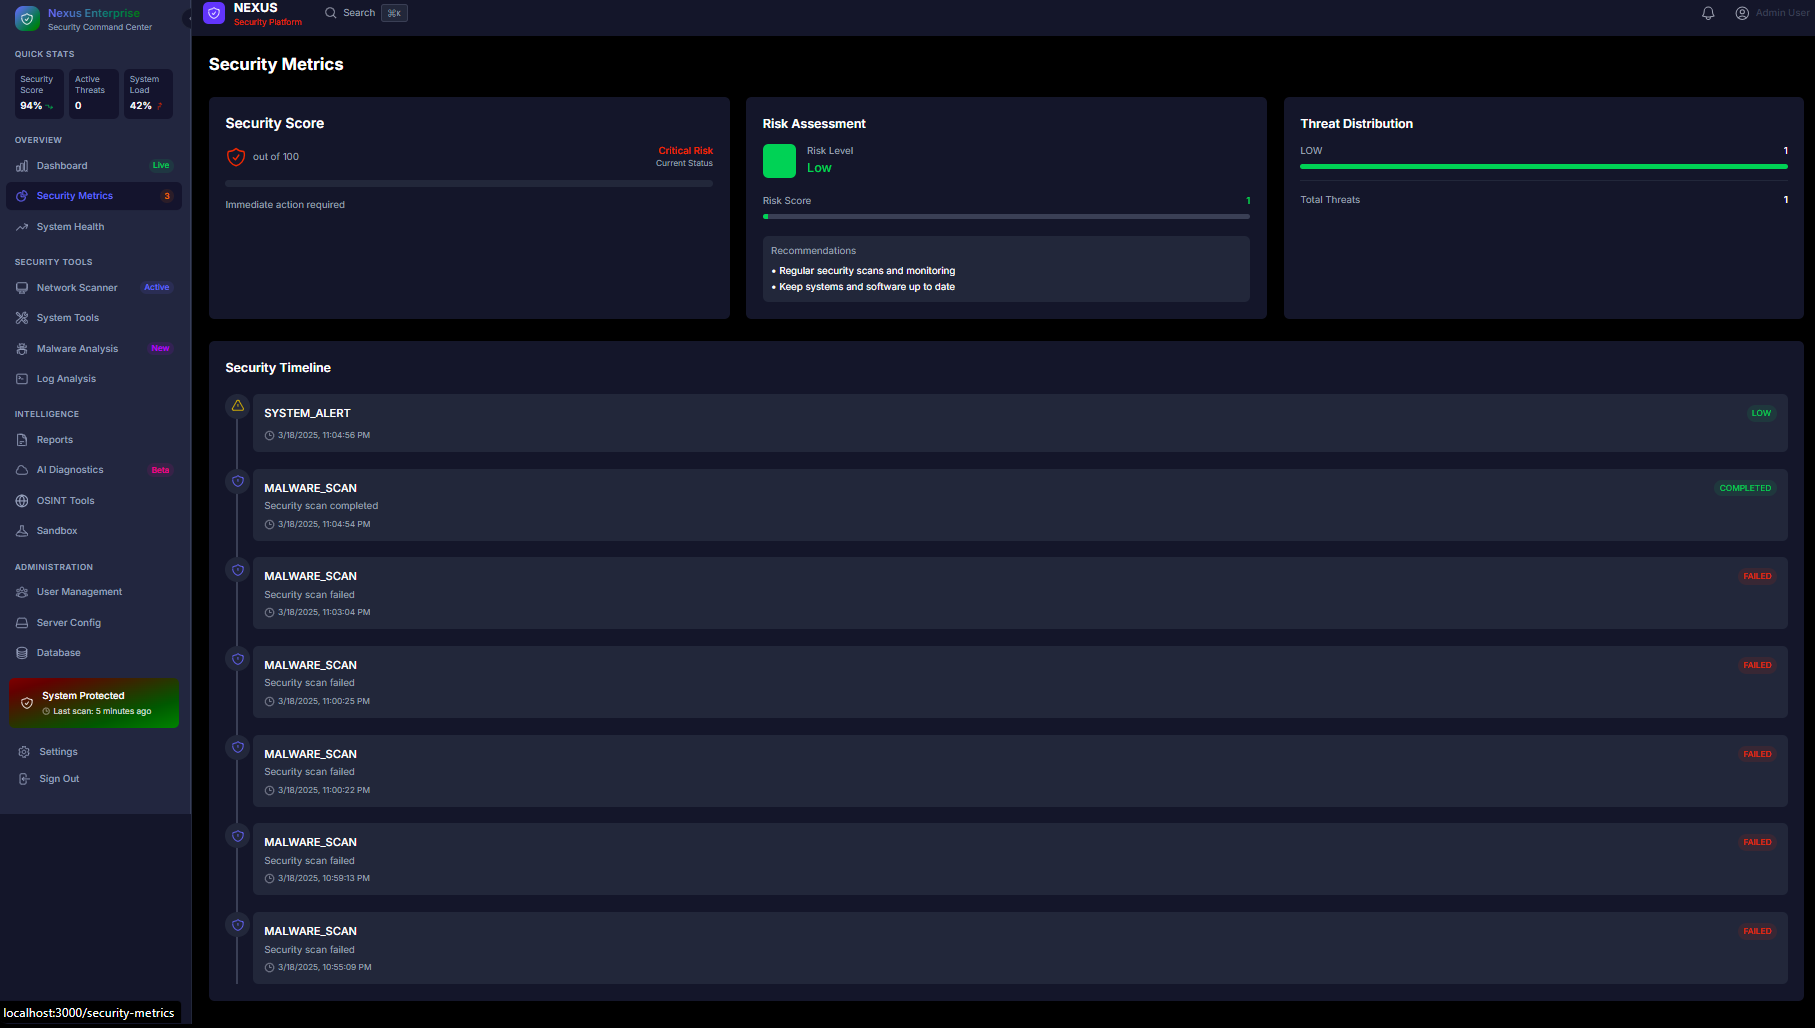 Nexus Enterprise
Security Command Center
QUICK STATS
Security Score
94%
Active Threats
0
System Load
42%
OVERVIEW
Dashboard
Live
Security Metrics
3
System Health
SECURITY TOOLS
Network Scanner
Active
System Tools
Malware Analysis
New
Log Analysis
INTELLIGENCE
Reports
AI Diagnostics
Beta
OSINT Tools
Sandbox
ADMINISTRATION
User Management
Server Config
Database
System Protected
Last scan: 5 minutes ago
Settings
Sign Out
localhost:3000/security-metrics
NEXUS
Security Platform
Search
⌘K
Admin User
Security Metrics
Security Score
out of 100
Critical Risk
Current Status
Immediate action required
Risk Assessment
Risk Level
Low
Risk Score
1
Recommendations
• Regular security scans and monitoring
• Keep systems and software up to date
Threat Distribution
LOW
1
Total Threats
1
Security Timeline
SYSTEM_ALERT
LOW
3/18/2025, 11:04:56 PM
MALWARE_SCAN
COMPLETED
Security scan completed
3/18/2025, 11:04:54 PM
MALWARE_SCAN
FAILED
Security scan failed
3/18/2025, 11:03:04 PM
MALWARE_SCAN
FAILED
Security scan failed
3/18/2025, 11:00:25 PM
MALWARE_SCAN
FAILED
Security scan failed
3/18/2025, 11:00:22 PM
MALWARE_SCAN
FAILED
Security scan failed
3/18/2025, 10:59:13 PM
MALWARE_SCAN
FAILED
Security scan failed
3/18/2025, 10:55:09 PM